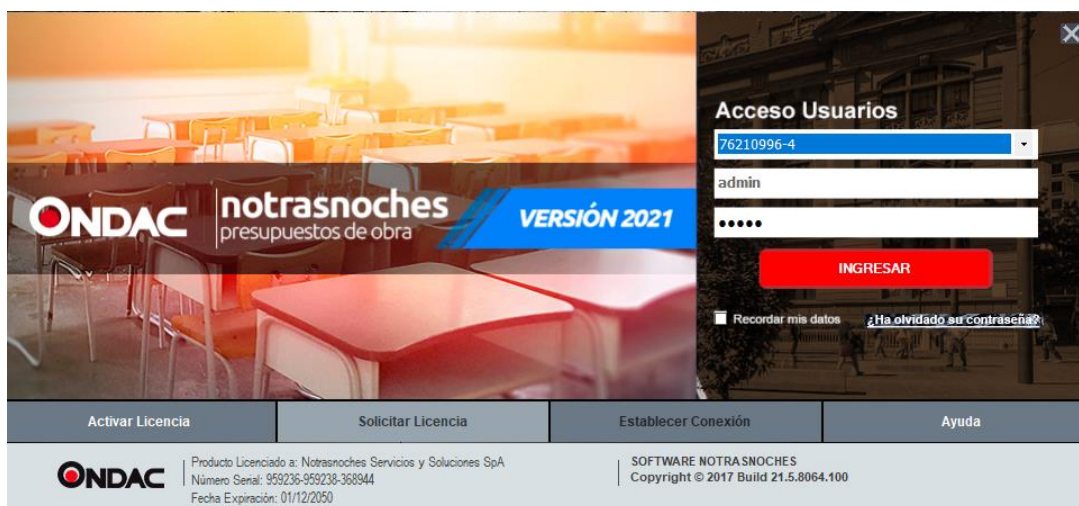 Acceso Usuarios
76210996-4
admin
•••••
INGRESAR
Recordar mis datos
¿Ha olvidado su contraseña?
ONDAC
notrasnoches
presupuestos de obra
VERSIÓN 2021
Activar Licencia
Solicitar Licencia
Establecer Conexión
Ayuda
ONDAC
Producto Licenciado a: Notrasnoches Servicios y Soluciones SpA
Número Serial: 959236-959238-368944
Fecha Expiración: 01/12/2050
SOFTWARE NOTRASNOCHES
Copyright © 2017 Build 21.5.8064.100